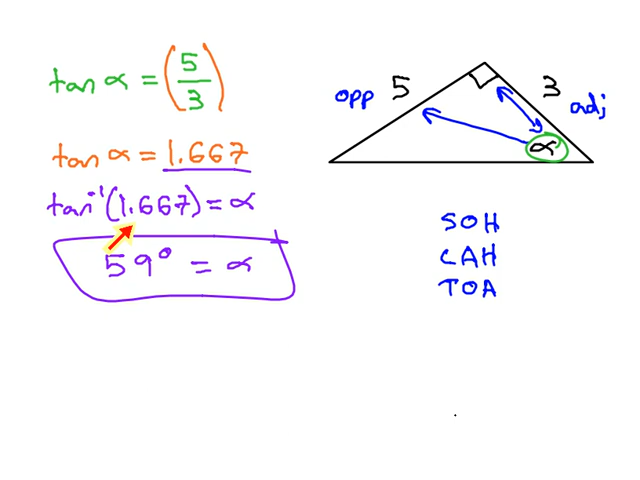 tan α = (5/3)
tan α = 1.667
tan⁻¹(1.667) = α
59° = α
opp 5
3 adj
α
SOH
CAH
TOA